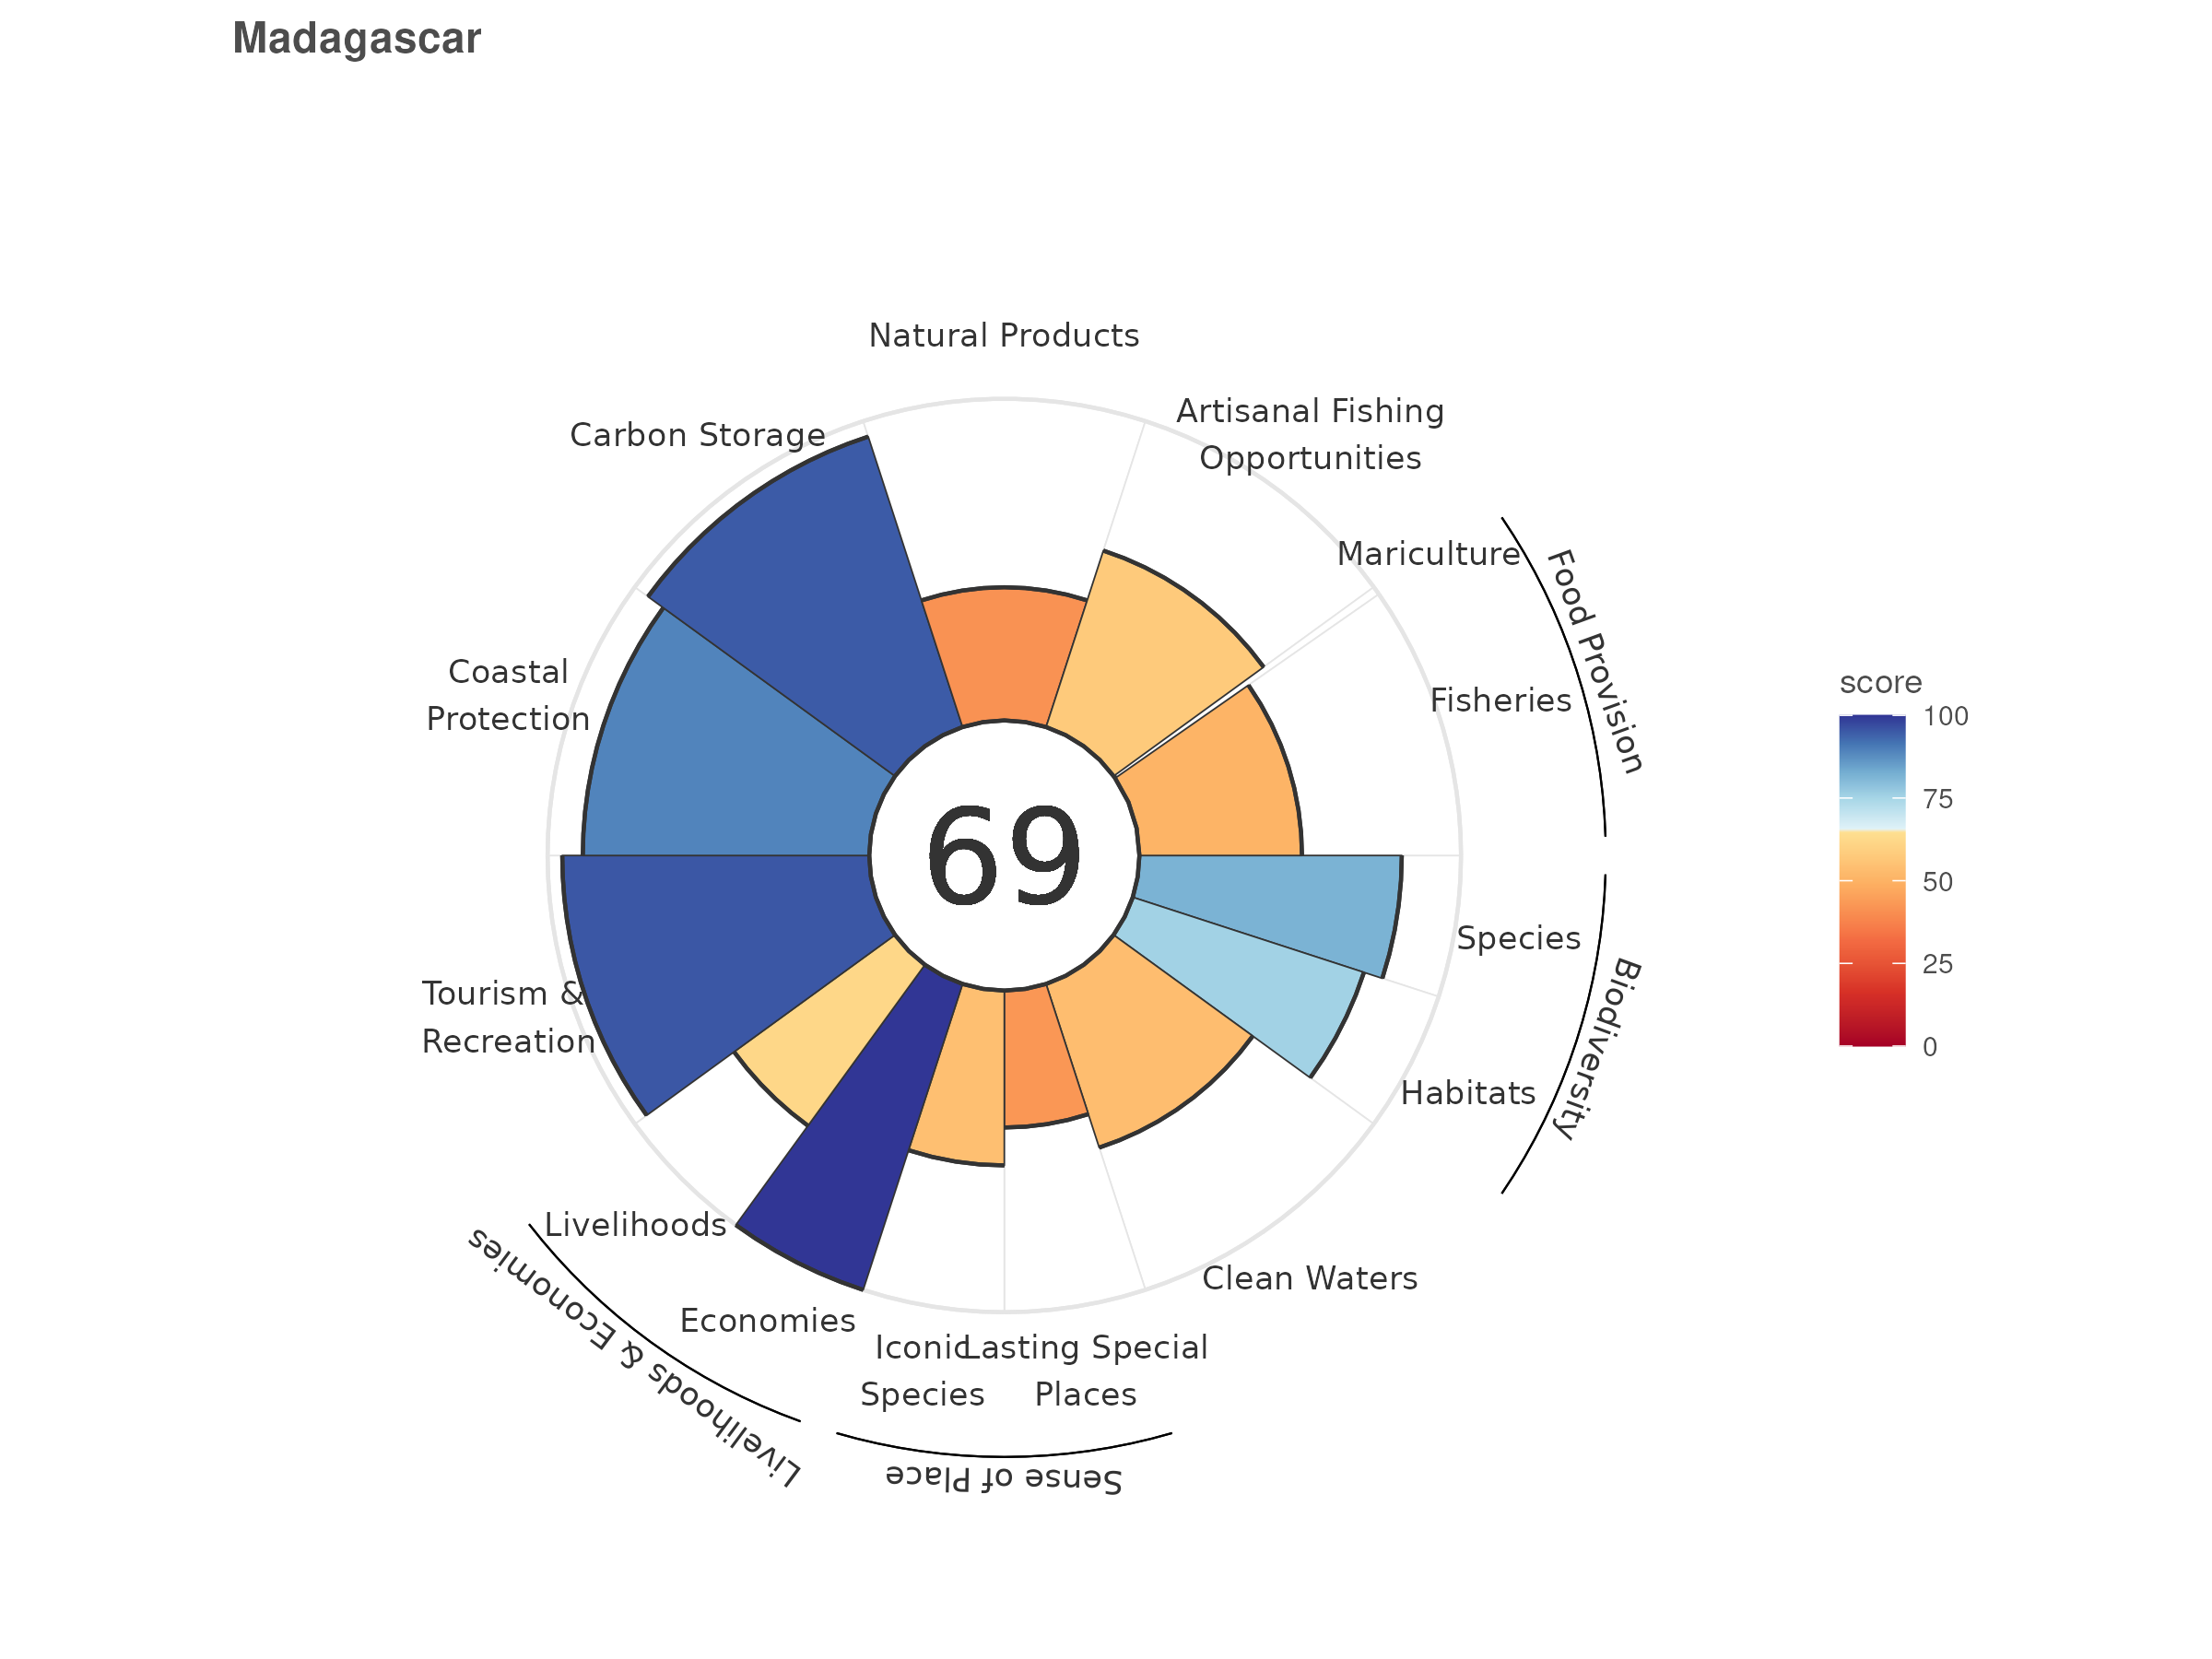 Madagascar
Natural Products
Artisanal Fishing
Opportunities
Carbon Storage
Mariculture
Food Provision
Fisheries
Coastal
Protection
score
100
75
50
25
0
69
Species
Biodiversity
Habitats
Tourism &
Recreation
Livelihoods
Livelihoods & Economies
Economies
Clean Waters
Iconic
Species
Lasting Special
Places
Sense of Place